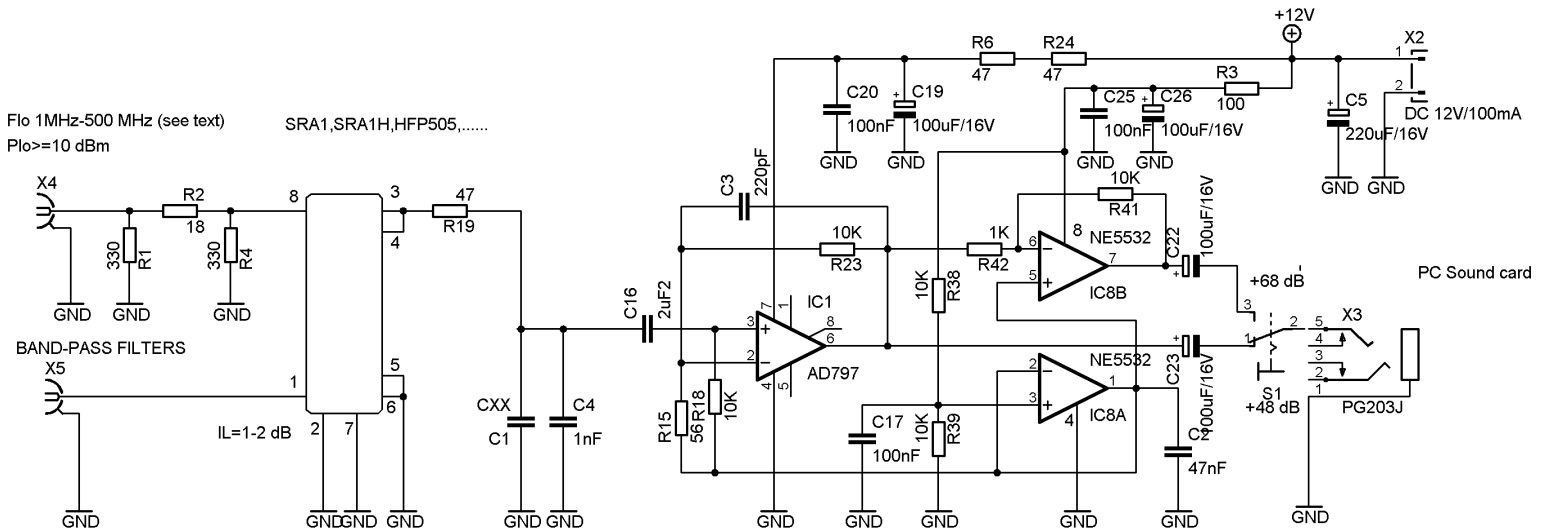 +12V
X2
R6
R24
47
47
1
R3
100
C20
100nF
C19
+
100uF/16V
C25
100nF
C26
+
100uF/16V
C5
+
220uF/16V
2
DC 12V/100mA
GND
GND
GND
GND
GND
GND
Flo 1MHz-500 MHz (see text)
Plo>=10 dBm
SRA1,SRA1H,HFP505,......
X4
R2
18
8
3
4
47
R19
330
R1
330
R4
GND
GND
GND
C3
220pF
10K
R23
1K
R42
10K
R41
NE5532
6
5
8
7
IC8B
C22
+
100uF/16V
+68 dB
PC Sound card
10K
R38
BAND-PASS FILTERS
X5
1
5
6
2
7
IL=1-2 dB
C16
2uF2
7
1
IC1
3
8
6
2
AD797
4
5
+
C23
100uF/16V
3
1
2
S1
+48 dB
X3
5
4
3
2
1
PG203J
NE5532
2
3
1
4
IC8A
CXX
C1
C4
1nF
R15
56
R18
10K
C17
100nF
10K
R39
C2
47nF
GND
GND
GND
GND
GND
GND
GND
GND
GND
GND
GND
GND